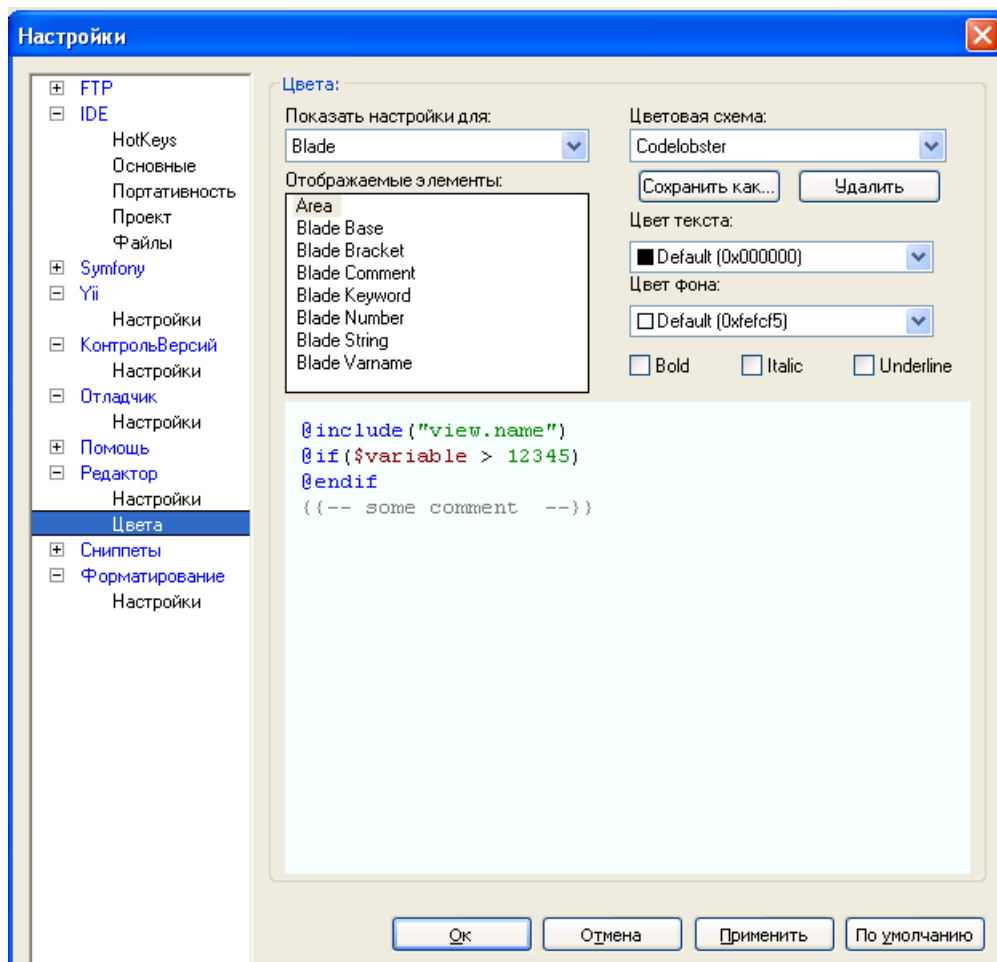 Настройки
FTP
IDE
HotKeys
Основные
Портативность
Проект
Файлы
Symfony
Yii
Настройки
КонтрольВерсий
Настройки
Отладчик
Настройки
Помощь
Редактор
Настройки
Цвета
Сниппеты
Форматирование
Настройки
Цвета:
Показать настройки для:
Blade
Отображаемые элементы:
Area
Blade Base
Blade Bracket
Blade Comment
Blade Keyword
Blade Number
Blade String
Blade Varname
Цветовая схема:
Codelobster
Сохранить как...
Удалить
Цвет текста:
Default (0x000000)
Цвет фона:
Default (0xfefcf5)
Bold
Italic
Underline
@include("view.name")
@if($variable > 12345)
@endif
{{-- some comment  --}}
Ок
Отмена
Применить
По умолчанию